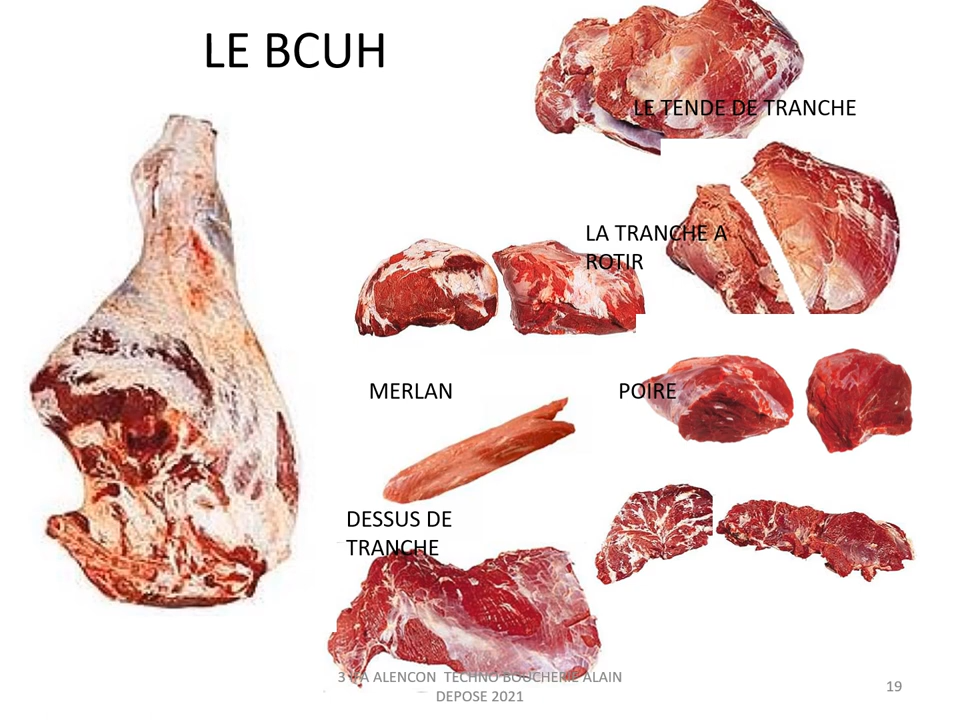 LE BCUH
LE TENDE DE TRANCHE
LA TRANCHE A
ROTIR
MERLAN
POIRE
DESSUS DE
TRANCHE
ALENCON TECHNO BOUCHERIE ALAIN
DEPOSE 2021
19